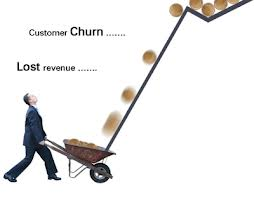 Customer Churn .......
Lost revenue .......